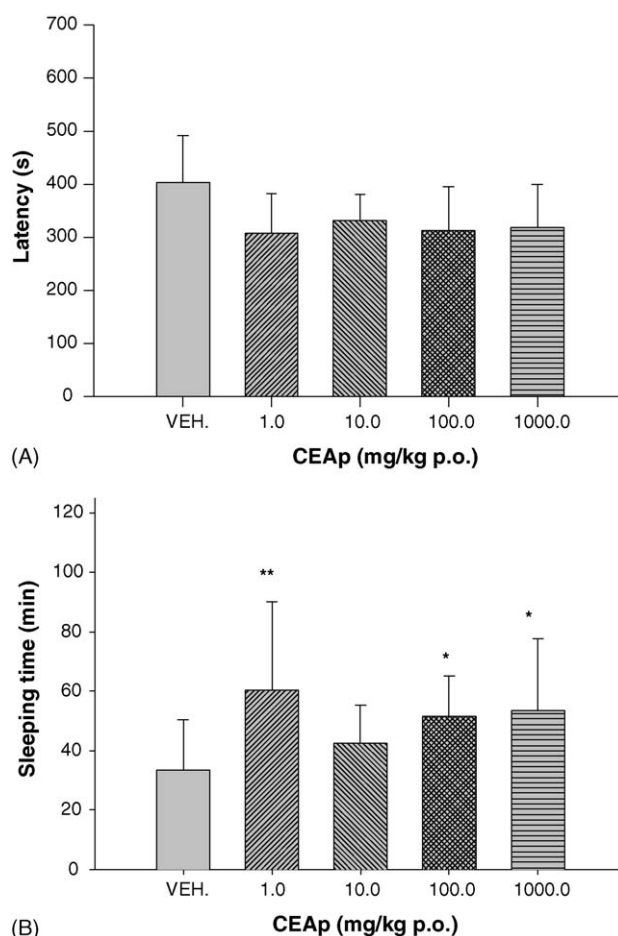 700
600
500
400
300
200
100
0
Latency (s)
VEH. 1.0 10.0 100.0 1000.0
(A) CEAp (mg/kg p.o.)
120
100
80
60
40
20
0
Sleeping time (min)
** * *
VEH. 1.0 10.0 100.0 1000.0
(B) CEAp (mg/kg p.o.)